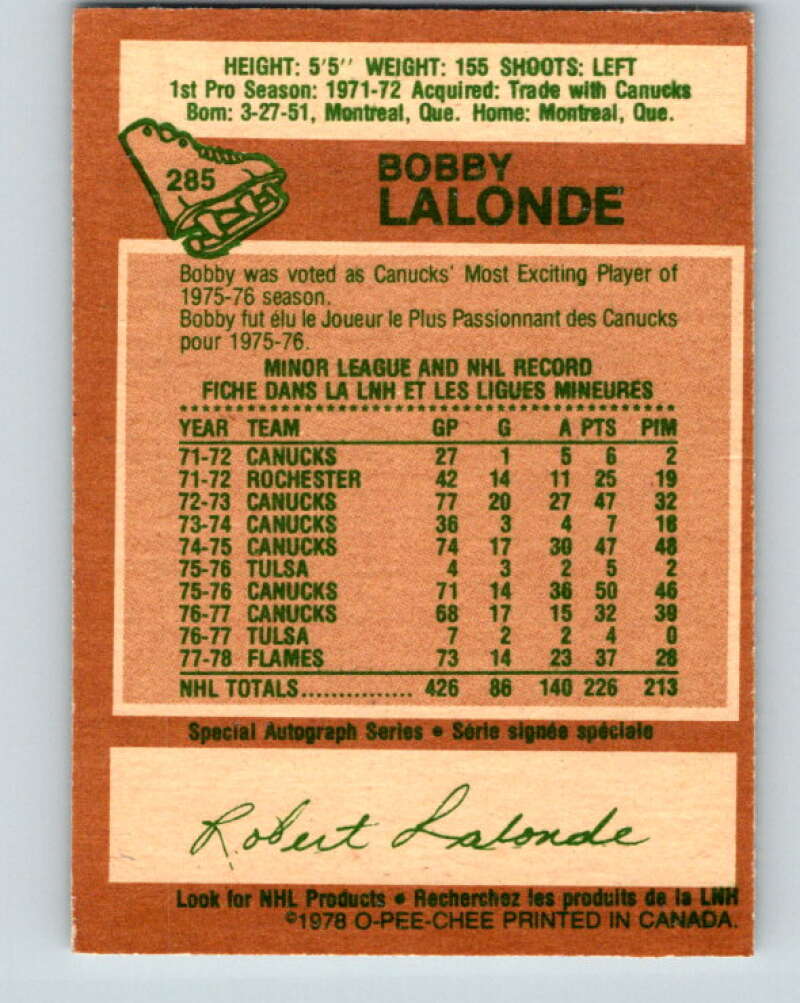 HEIGHT: 5'5'' WEIGHT: 155 SHOOTS: LEFT
1st Pro Season: 1971-72 Acquired: Trade with Canucks
Born: 3-27-51, Montreal, Que. Home: Montreal, Que.
285
BOBBY
LALONDE
Bobby was voted as Canucks' Most Exciting Player of
1975-76 season.
Bobby fut élu le Joueur le Plus Passionnant des Canucks
pour 1975-76.
MINOR LEAGUE AND NHL RECORD
FICHE DANS LA LNH ET LES LIGUES MINEURES
YEAR TEAM GP G A PTS PIM
71-72 CANUCKS 27 1 5 6 2
71-72 ROCHESTER 42 14 11 25 19
72-73 CANUCKS 77 20 27 47 32
73-74 CANUCKS 36 3 4 7 18
74-75 CANUCKS 74 17 30 47 48
75-76 TULSA 4 3 2 5 2
75-76 CANUCKS 71 14 36 50 46
76-77 CANUCKS 68 17 15 32 39
76-77 TULSA 7 2 2 4 0
77-78 FLAMES 73 14 23 37 28
NHL TOTALS............... 426 86 140 226 213
Special Autograph Series • Série signée spéciale
Robert Lalonde
Look for NHL Products • Recherchez les produits de la LNH
©1978 O-PEE-CHEE PRINTED IN CANADA.